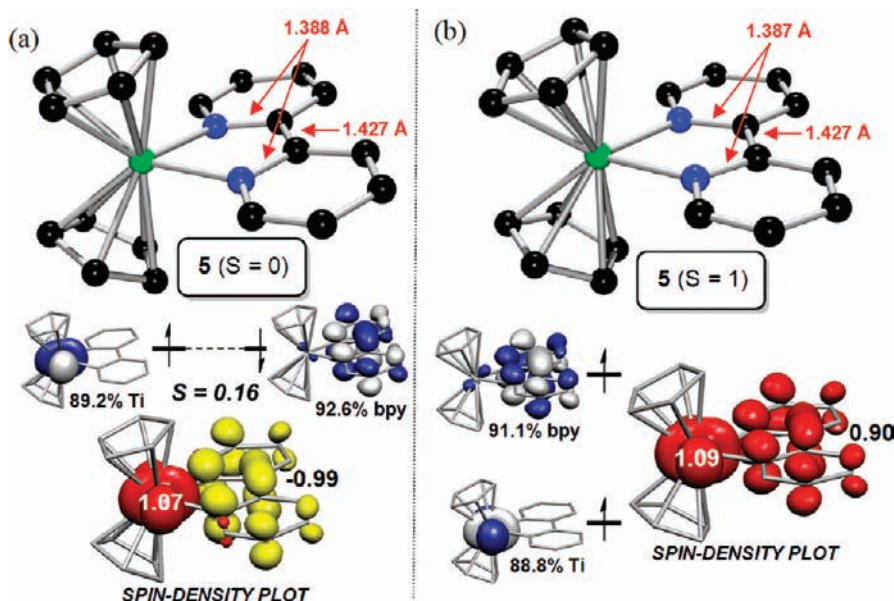 (a)
1.388 Å
1.427 Å
5 (S = 0)
89.2% Ti
S = 0.16
92.6% bpy
1.07
-0.99
SPIN-DENSITY PLOT
(b)
1.387 Å
1.427 Å
5 (S = 1)
91.1% bpy
1.09
0.90
88.8% Ti
SPIN-DENSITY PLOT